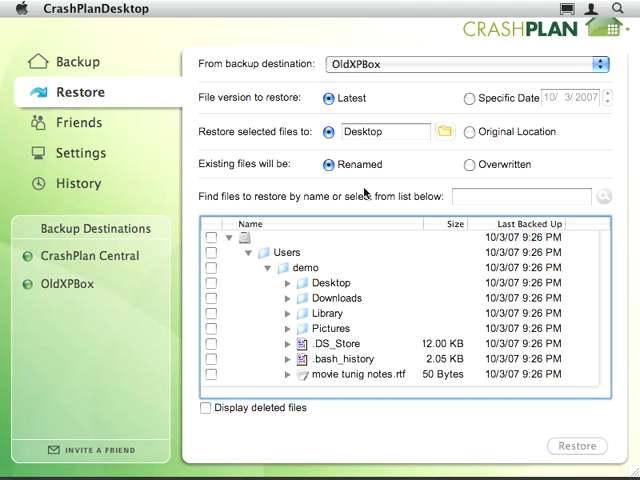 CrashPlanDesktop
CRASHPLAN
Backup
Restore
Friends
Settings
History
Backup Destinations
CrashPlan Central
OldXPBox
INVITE A FRIEND
From backup destination: OldXPBox
File version to restore: Latest Specific Date 10/ 3/2007
Restore selected files to: Desktop Original Location
Existing files will be: Renamed Overwritten
Find files to restore by name or select from list below:
Name Size Last Backed Up
10/3/07 9:26 PM
Users 10/3/07 9:26 PM
demo 10/3/07 9:26 PM
Desktop 10/3/07 9:26 PM
Downloads 10/3/07 9:26 PM
Library 10/3/07 9:26 PM
Pictures 10/3/07 9:26 PM
.DS_Store 12.00 KB 10/3/07 9:26 PM
.bash_history 2.05 KB 10/3/07 9:26 PM
movie tunig notes.rtf 50 Bytes 10/3/07 9:26 PM
Display deleted files
Restore